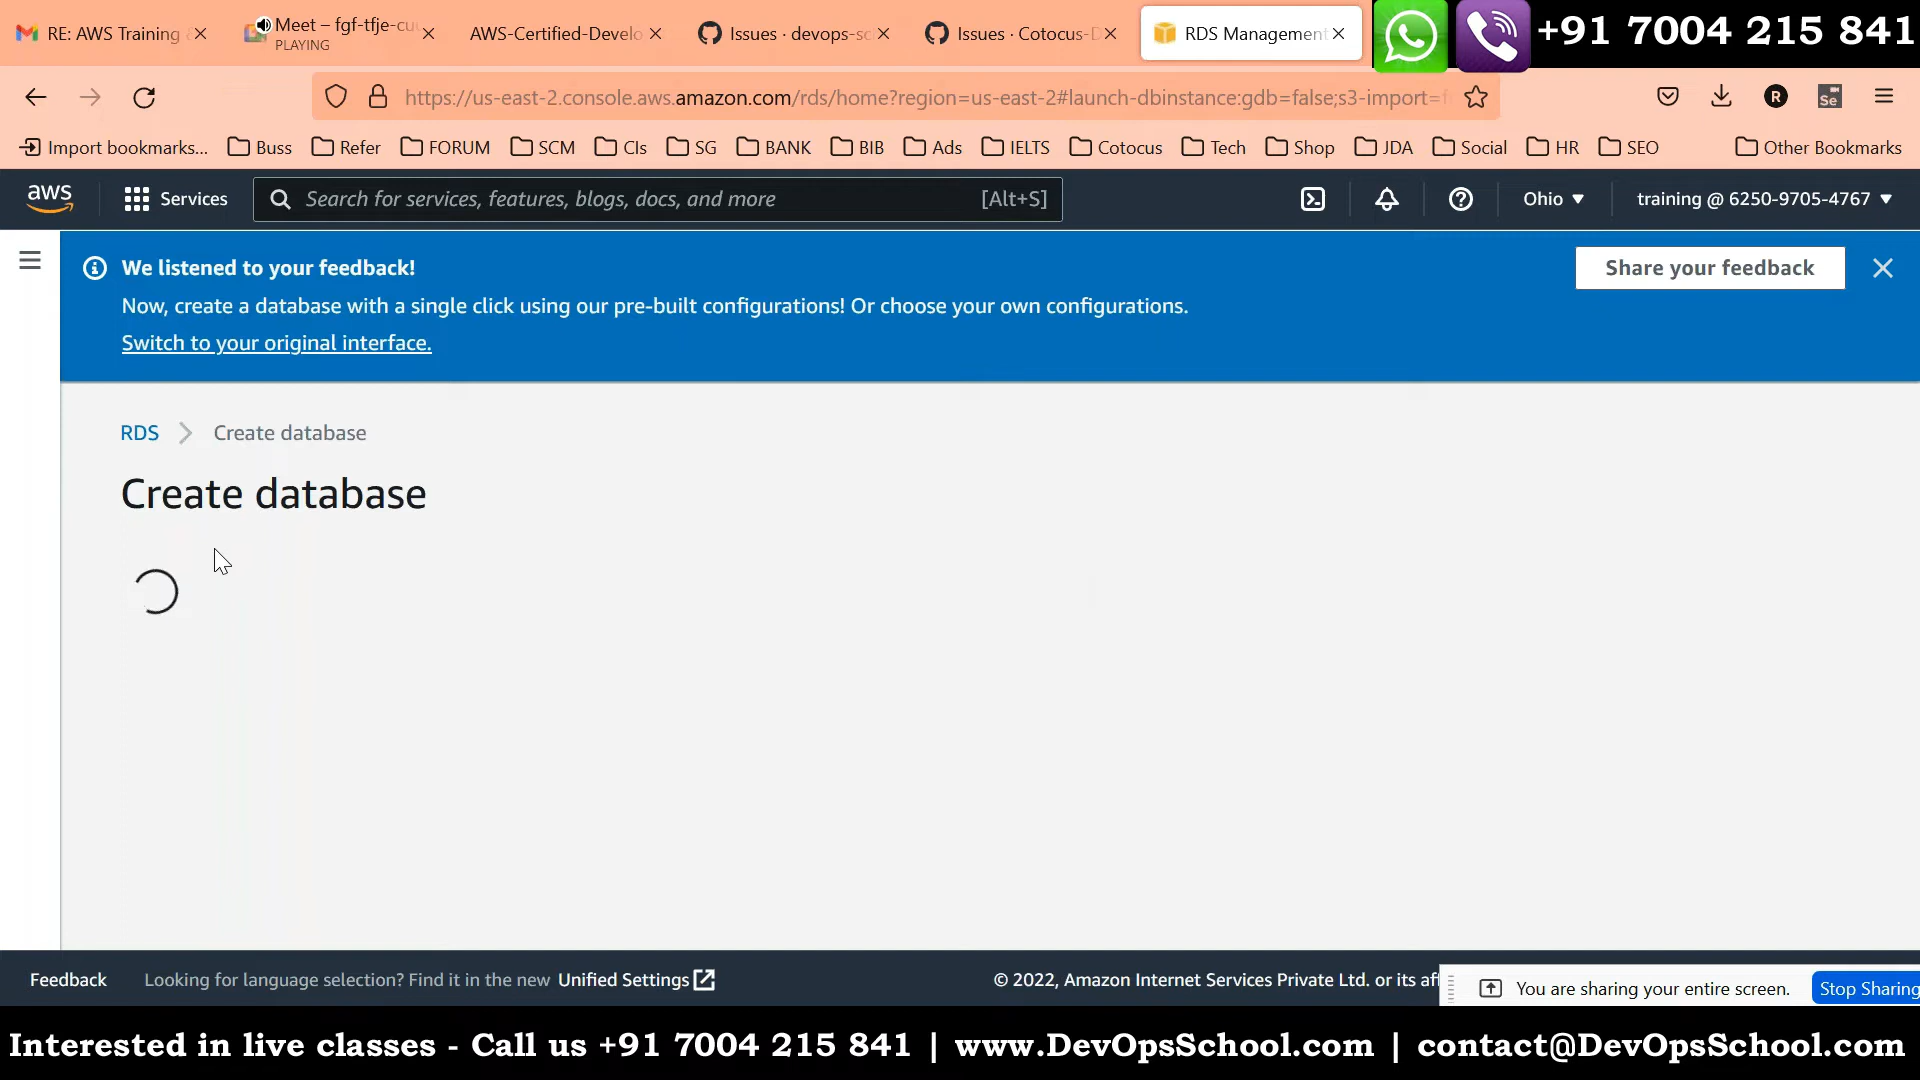 RE: AWS Training
Meet – fgf-tfje-cu
PLAYING
AWS-Certified-Develo
Issues · devops-sc
Issues · Cotocus-D
RDS Management
+91 7004 215 841
https://us-east-2.console.aws.amazon.com/rds/home?region=us-east-2#launch-dbinstance:gdb=false;s3-import=f
R
Se
Import bookmarks...
Buss
Refer
FORUM
SCM
Cls
SG
BANK
BIB
Ads
IELTS
Cotocus
Tech
Shop
JDA
Social
HR
SEO
Other Bookmarks
aws
Services
Search for services, features, blogs, docs, and more
[Alt+S]
Ohio
training @ 6250-9705-4767
We listened to your feedback!
Now, create a database with a single click using our pre-built configurations! Or choose your own configurations.
Switch to your original interface.
Share your feedback
RDS
Create database
Create database
Feedback
Looking for language selection? Find it in the new Unified Settings
© 2022, Amazon Internet Services Private Ltd. or its aff
You are sharing your entire screen.
Stop Sharing
Interested in live classes - Call us +91 7004 215 841 | www.DevOpsSchool.com | contact@DevOpsSchool.com